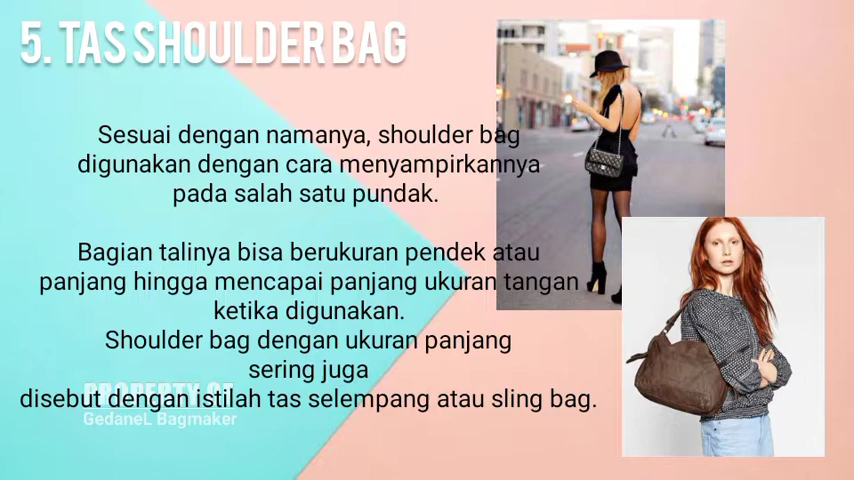 5. TAS SHOULDER BAG
Sesuai dengan namanya, shoulder bag
digunakan dengan cara menyampirkannya
pada salah satu pundak.
Bagian talinya bisa berukuran pendek atau
panjang hingga mencapai panjang ukuran tangan
ketika digunakan.
Shoulder bag dengan ukuran panjang
sering juga
disebut dengan istilah tas selempang atau sling bag.
PROPERTY OF
GedaneL Bagmaker